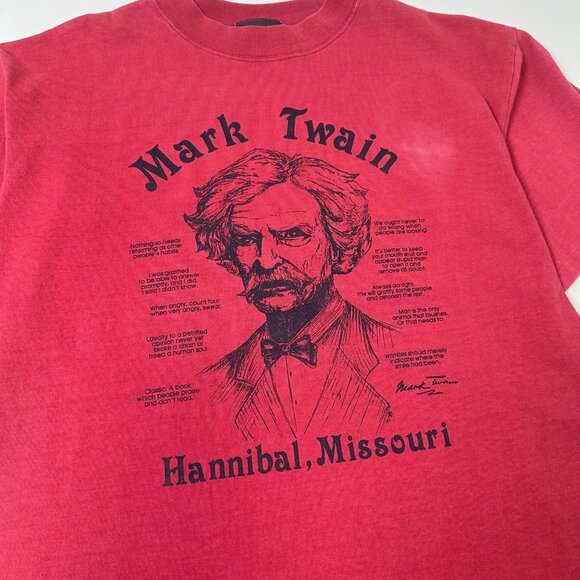 Mark Twain
Nothing so needs
reforming as other
people's habits.
I was gratified
to be able to answer
promptly, and I did.
I said I didn't know.
When angry, count four
when very angry, swear.
Loyalty to a petrified
opinion never yet
broke a chain or
freed a human soul.
Classic: A book
which people praise
and don't read.
We ought never to
do wrong when
people are looking.
It's better to keep
your mouth shut and
appear stupid than
to open it and
remove all doubt.
Always do right.
This will gratify some people
and astonish the rest.
Man is the only
animal that blushes.
Or that needs to.
Wrinkles should merely
indicate where the
smile had been.
Mark Twain
Hannibal, Missouri